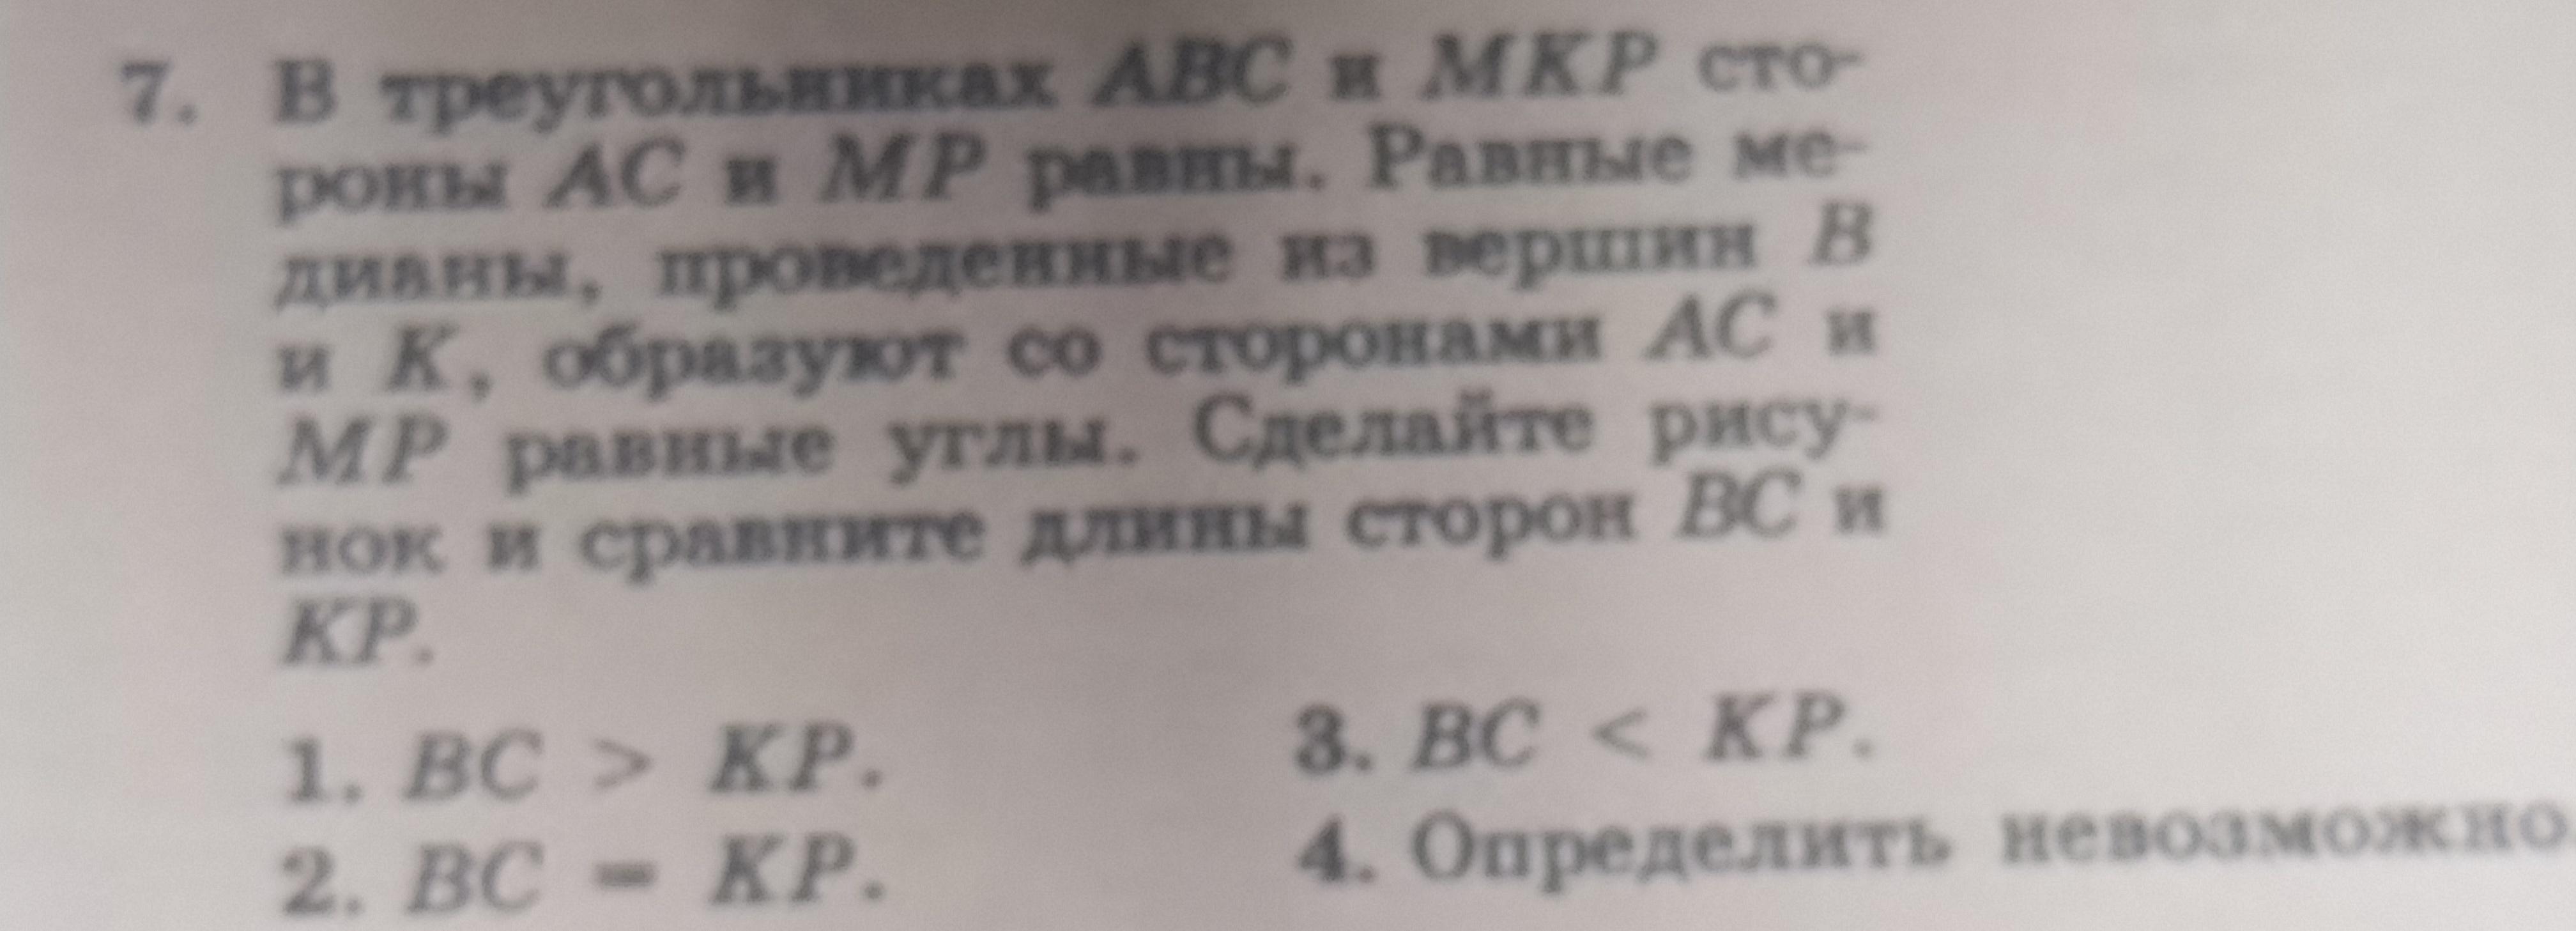 7. В треугольниках ABC и MKP сто-
роны AC и MP равны. Равные ме-
дианы, проведенные из вершин B
и K, образуют со сторонами AC и
MP равные углы. Сделайте рису-
нок и сравните длины сторон BC и
KP.
1. BC > KP.
2. BC = KP.
3. BC < KP.
4. Определить невозможно